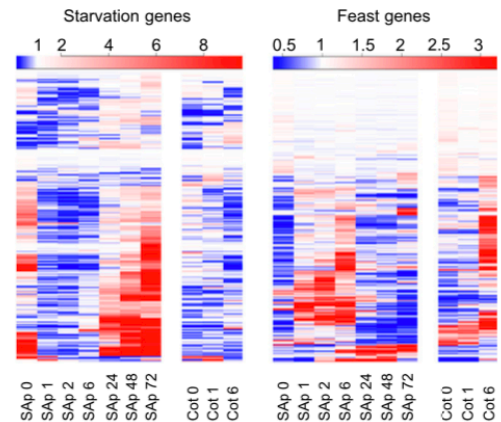 Starvation genes
Feast genes
1 2 4 6 8
0.5 1 1.5 2 2.5 3
SAp 0
SAp 1
SAp 2
SAp 6
SAp 24
SAp 48
SAp 72
Cot 0
Cot 1
Cot 6
SAp 0
SAp 1
SAp 2
SAp 6
SAp 24
SAp 48
SAp 72
Cot 0
Cot 1
Cot 6